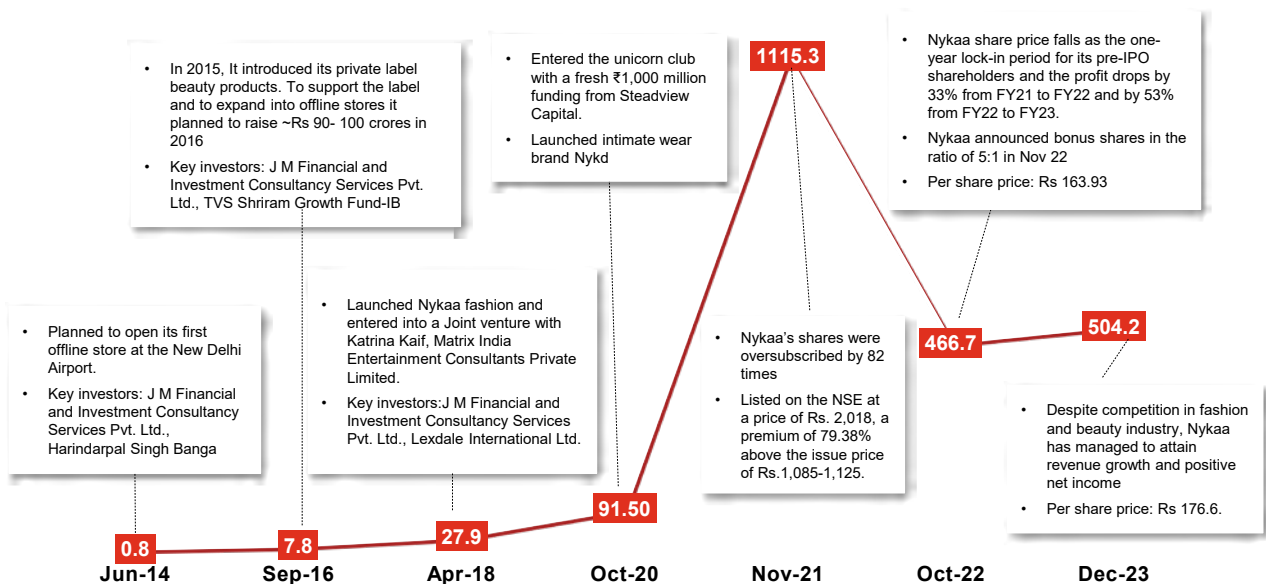 • In 2015, It introduced its private label
beauty products. To support the label
and to expand into offline stores it
planned to raise ~Rs 90- 100 crores in
2016
• Key investors: J M Financial and
Investment Consultancy Services Pvt.
Ltd., TVS Shriram Growth Fund-IB
• Entered the unicorn club
with a fresh ₹1,000 million
funding from Steadview
Capital.
• Launched intimate wear
brand Nykd
1115.3
• Nykaa share price falls as the one-
year lock-in period for its pre-IPO
shareholders and the profit drops by
33% from FY21 to FY22 and by 53%
from FY22 to FY23.
• Nykaa announced bonus shares in the
ratio of 5:1 in Nov 22
• Per share price: Rs 163.93
• Planned to open its first
offline store at the New Delhi
Airport.
• Key investors: J M Financial
and Investment Consultancy
Services Pvt. Ltd.,
Harindarpal Singh Banga
• Launched Nykaa fashion and
entered into a Joint venture with
Katrina Kaif, Matrix India
Entertainment Consultants Private
Limited.
• Key investors:J M Financial and
Investment Consultancy Services
Pvt. Ltd., Lexdale International Ltd.
• Nykaa's shares were
oversubscribed by 82
times
• Listed on the NSE at
a price of Rs. 2,018, a
premium of 79.38%
above the issue price
of Rs.1,085-1,125.
466.7
504.2
• Despite competition in fashion
and beauty industry, Nykaa
has managed to attain
revenue growth and positive
net income
• Per share price: Rs 176.6.
0.8
7.8
27.9
91.50
Jun-14
Sep-16
Apr-18
Oct-20
Nov-21
Oct-22
Dec-23